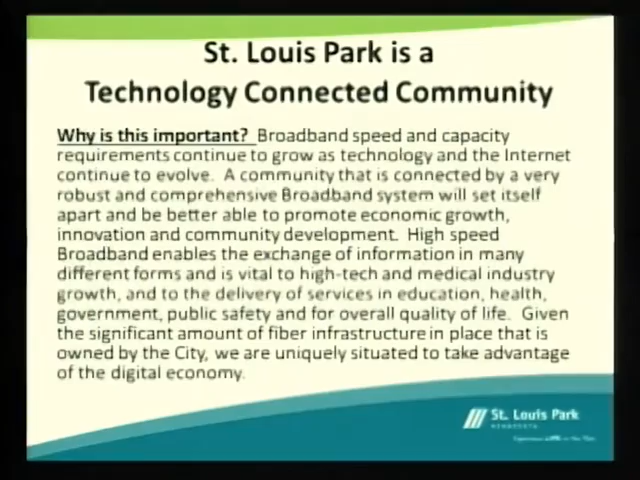 St. Louis Park is a
Technology Connected Community
Why is this important? Broadband speed and capacity
requirements continue to grow as technology and the Internet
continue to evolve. A community that is connected by a very
robust and comprehensive Broadband system will set itself
apart and be better able to promote economic growth,
innovation and community development. High speed
Broadband enables the exchange of information in many
different forms and is vital to high-tech and medical industry
growth, and to the delivery of services in education, health,
government, public safety and for overall quality of life. Given
the significant amount of fiber infrastructure in place that is
owned by the City, we are uniquely situated to take advantage
of the digital economy.
St. Louis Park
MINNESOTA